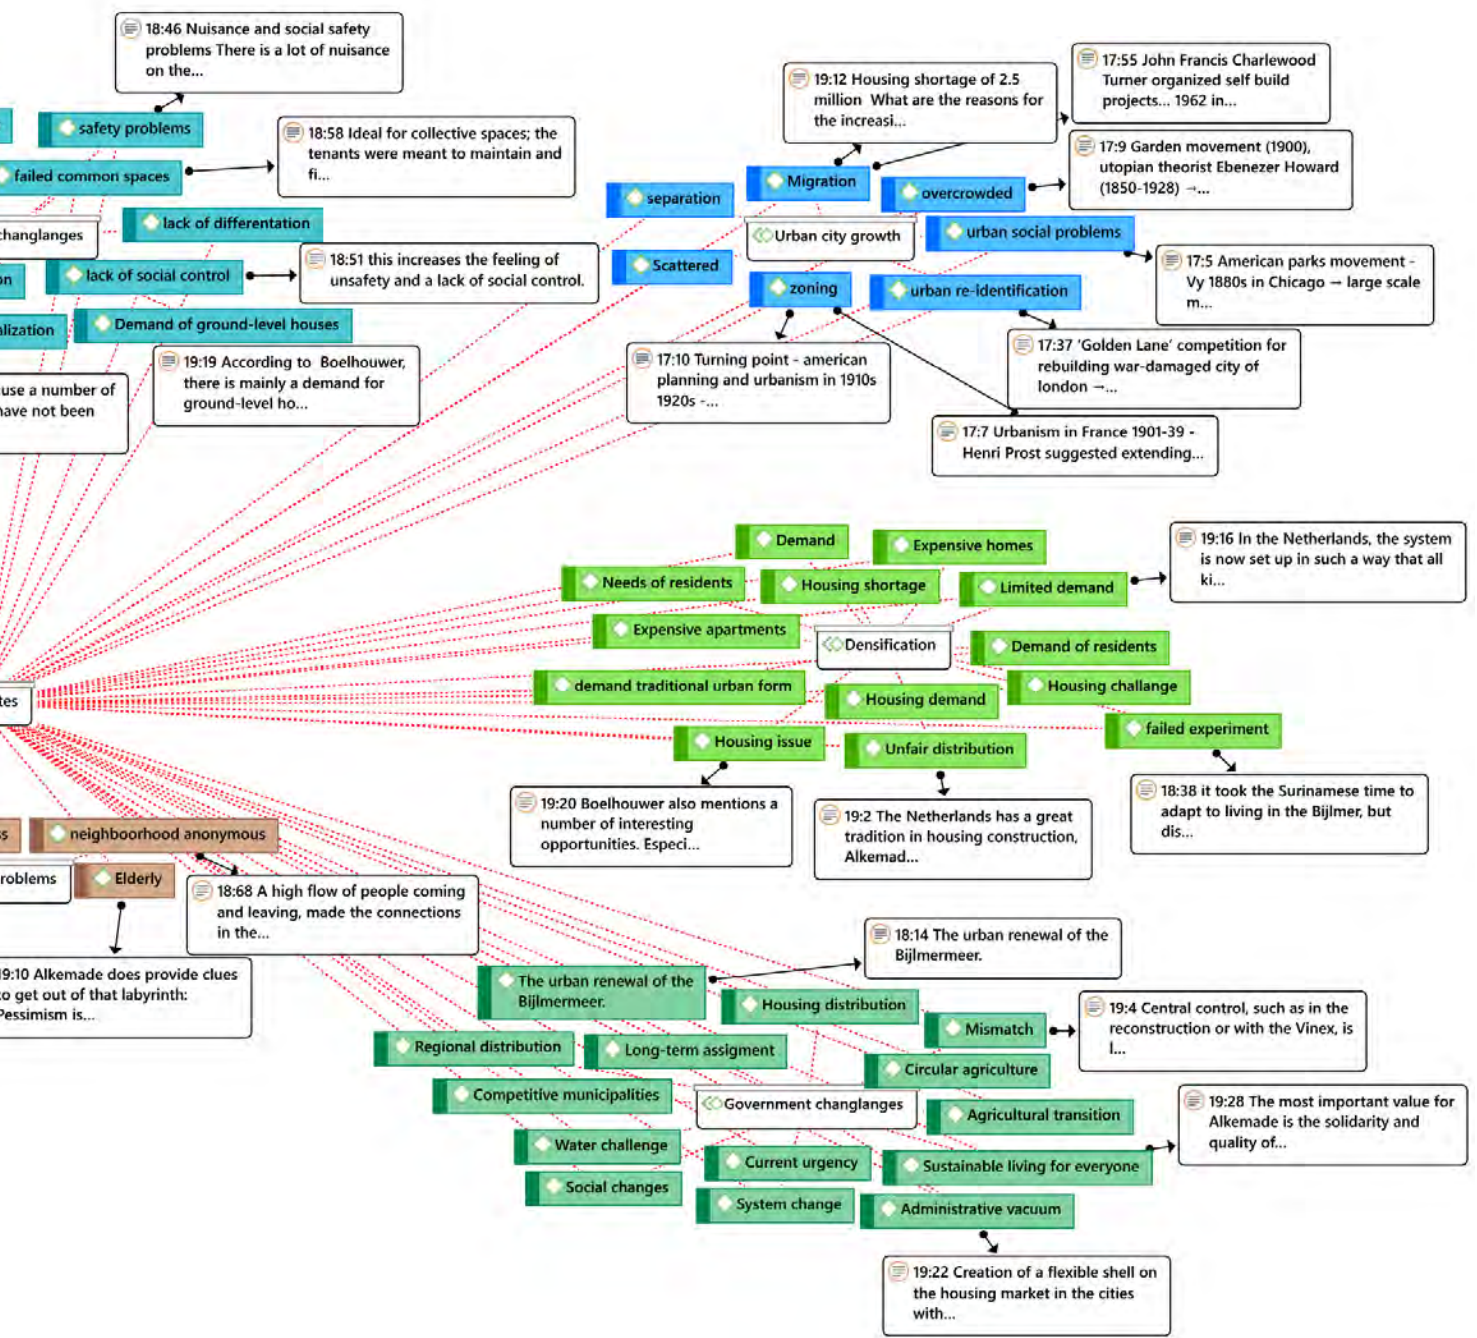 18:46 Nuisance and social safety
problems There is a lot of nuisance
on the...
safety problems
18:58 Ideal for collective spaces; the
tenants were meant to maintain and
fi...
failed common spaces
lack of differentation
changlanges
lack of social control
18:51 this increases the feeling of
unsafety and a lack of social control.
on
alization
Demand of ground-level houses
19:19 According to Boelhouwer,
there is mainly a demand for
ground-level ho...
use a number of
have not been
19:12 Housing shortage of 2.5
million What are the reasons for
the increasi...
17:55 John Francis Charlewood
Turner organized self build
projects... 1962 in...
17:9 Garden movement (1900),
utopian theorist Ebenezer Howard
(1850-1928) →...
Migration
separation
overcrowded
Urban city growth
urban social problems
Scattered
17:5 American parks movement -
Vy 1880s in Chicago → large scale
m...
zoning
urban re-identification
17:10 Turning point - american
planning and urbanism in 1910s
1920s -...
17:37 'Golden Lane' competition for
rebuilding war-damaged city of
london →...
17:7 Urbanism in France 1901-39 -
Henri Prost suggested extending...
Demand
Expensive homes
19:16 In the Netherlands, the system
is now set up in such a way that all
ki...
Needs of residents
Housing shortage
Limited demand
Expensive apartments
Densification
Demand of residents
demand traditional urban form
Housing demand
Housing challange
tes
failed experiment
Housing issue
Unfair distribution
19:20 Boelhouwer also mentions a
number of interesting
opportunities. Especi...
19:2 The Netherlands has a great
tradition in housing construction,
Alkemad...
18:38 it took the Surinamese time to
adapt to living in the Bijlmer, but
dis...
ss
neighboorhood anonymous
roblems
Elderly
18:68 A high flow of people coming
and leaving, made the connections
in the...
19:10 Alkemade does provide clues
to get out of that labyrinth:
Pessimism is...
18:14 The urban renewal of the
Bijlmermeer.
The urban renewal of the
Bijlmermeer.
Housing distribution
Mismatch
19:4 Central control, such as in the
reconstruction or with the Vinex, is
l...
Regional distribution
Long-term assigment
Circular agriculture
Competitive municipalities
Government changlanges
Agricultural transition
19:28 The most important value for
Alkemade is the solidarity and
quality of...
Water challenge
Current urgency
Sustainable living for everyone
Social changes
System change
Administrative vacuum
19:22 Creation of a flexible shell on
the housing market in the cities
with...